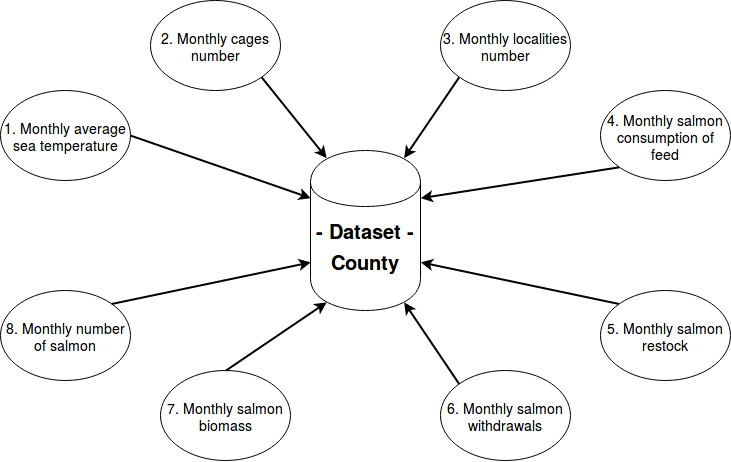 2. Monthly cages
number
3. Monthly localities
number
1. Monthly average
sea temperature
4. Monthly salmon
consumption of
feed
- Dataset -
County
8. Monthly number
of salmon
5. Monthly salmon
restock
7. Monthly salmon
biomass
6. Monthly salmon
withdrawals